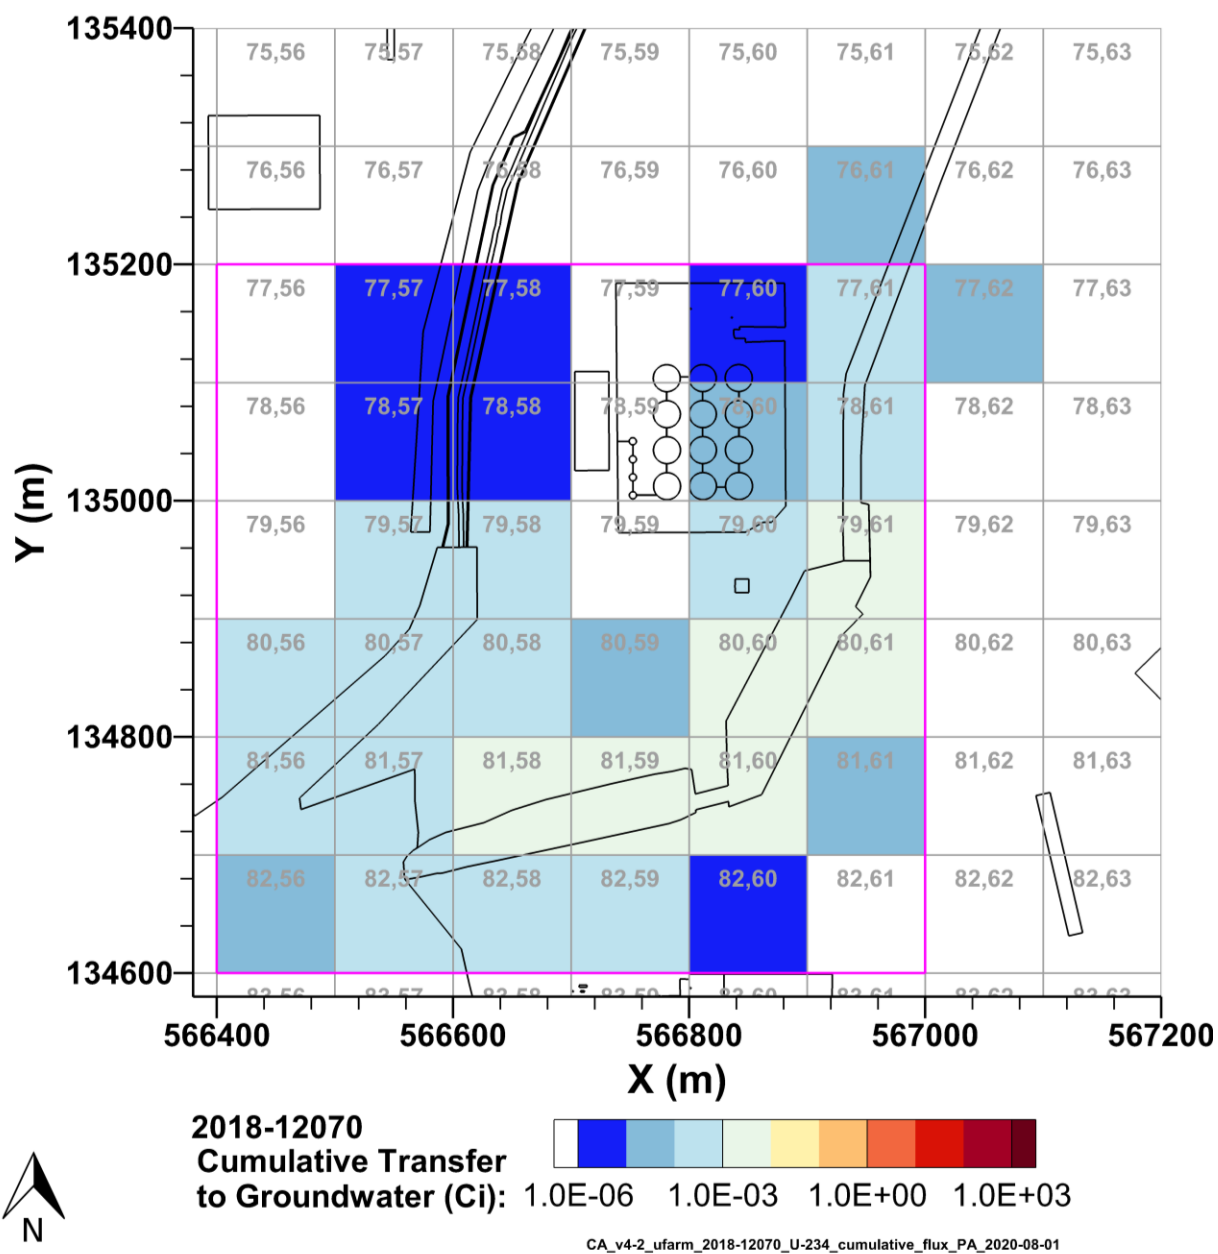 135400
75,56 75,57 75,58 75,59 75,60 75,61 75,62 75,63
76,56 76,57 76,58 76,59 76,60 76,61 76,62 76,63
135200
77,56 77,57 77,58 77,59 77,60 77,61 77,62 77,63
78,56 78,57 78,58 78,59 78,60 78,61 78,62 78,63
135000
Y (m)
79,56 79,57 79,58 79,59 79,60 79,61 79,62 79,63
80,56 80,57 80,58 80,59 80,60 80,61 80,62 80,63
134800
81,56 81,57 81,58 81,59 81,60 81,61 81,62 81,63
82,56 82,57 82,58 82,59 82,60 82,61 82,62 82,63
134600
566400 566600 566800 567000 567200
X (m)
2018-12070
Cumulative Transfer
to Groundwater (Ci): 1.0E-06 1.0E-03 1.0E+00 1.0E+03
N
CA_v4-2_ufarm_2018-12070_U-234_cumulative_flux_PA_2020-08-01